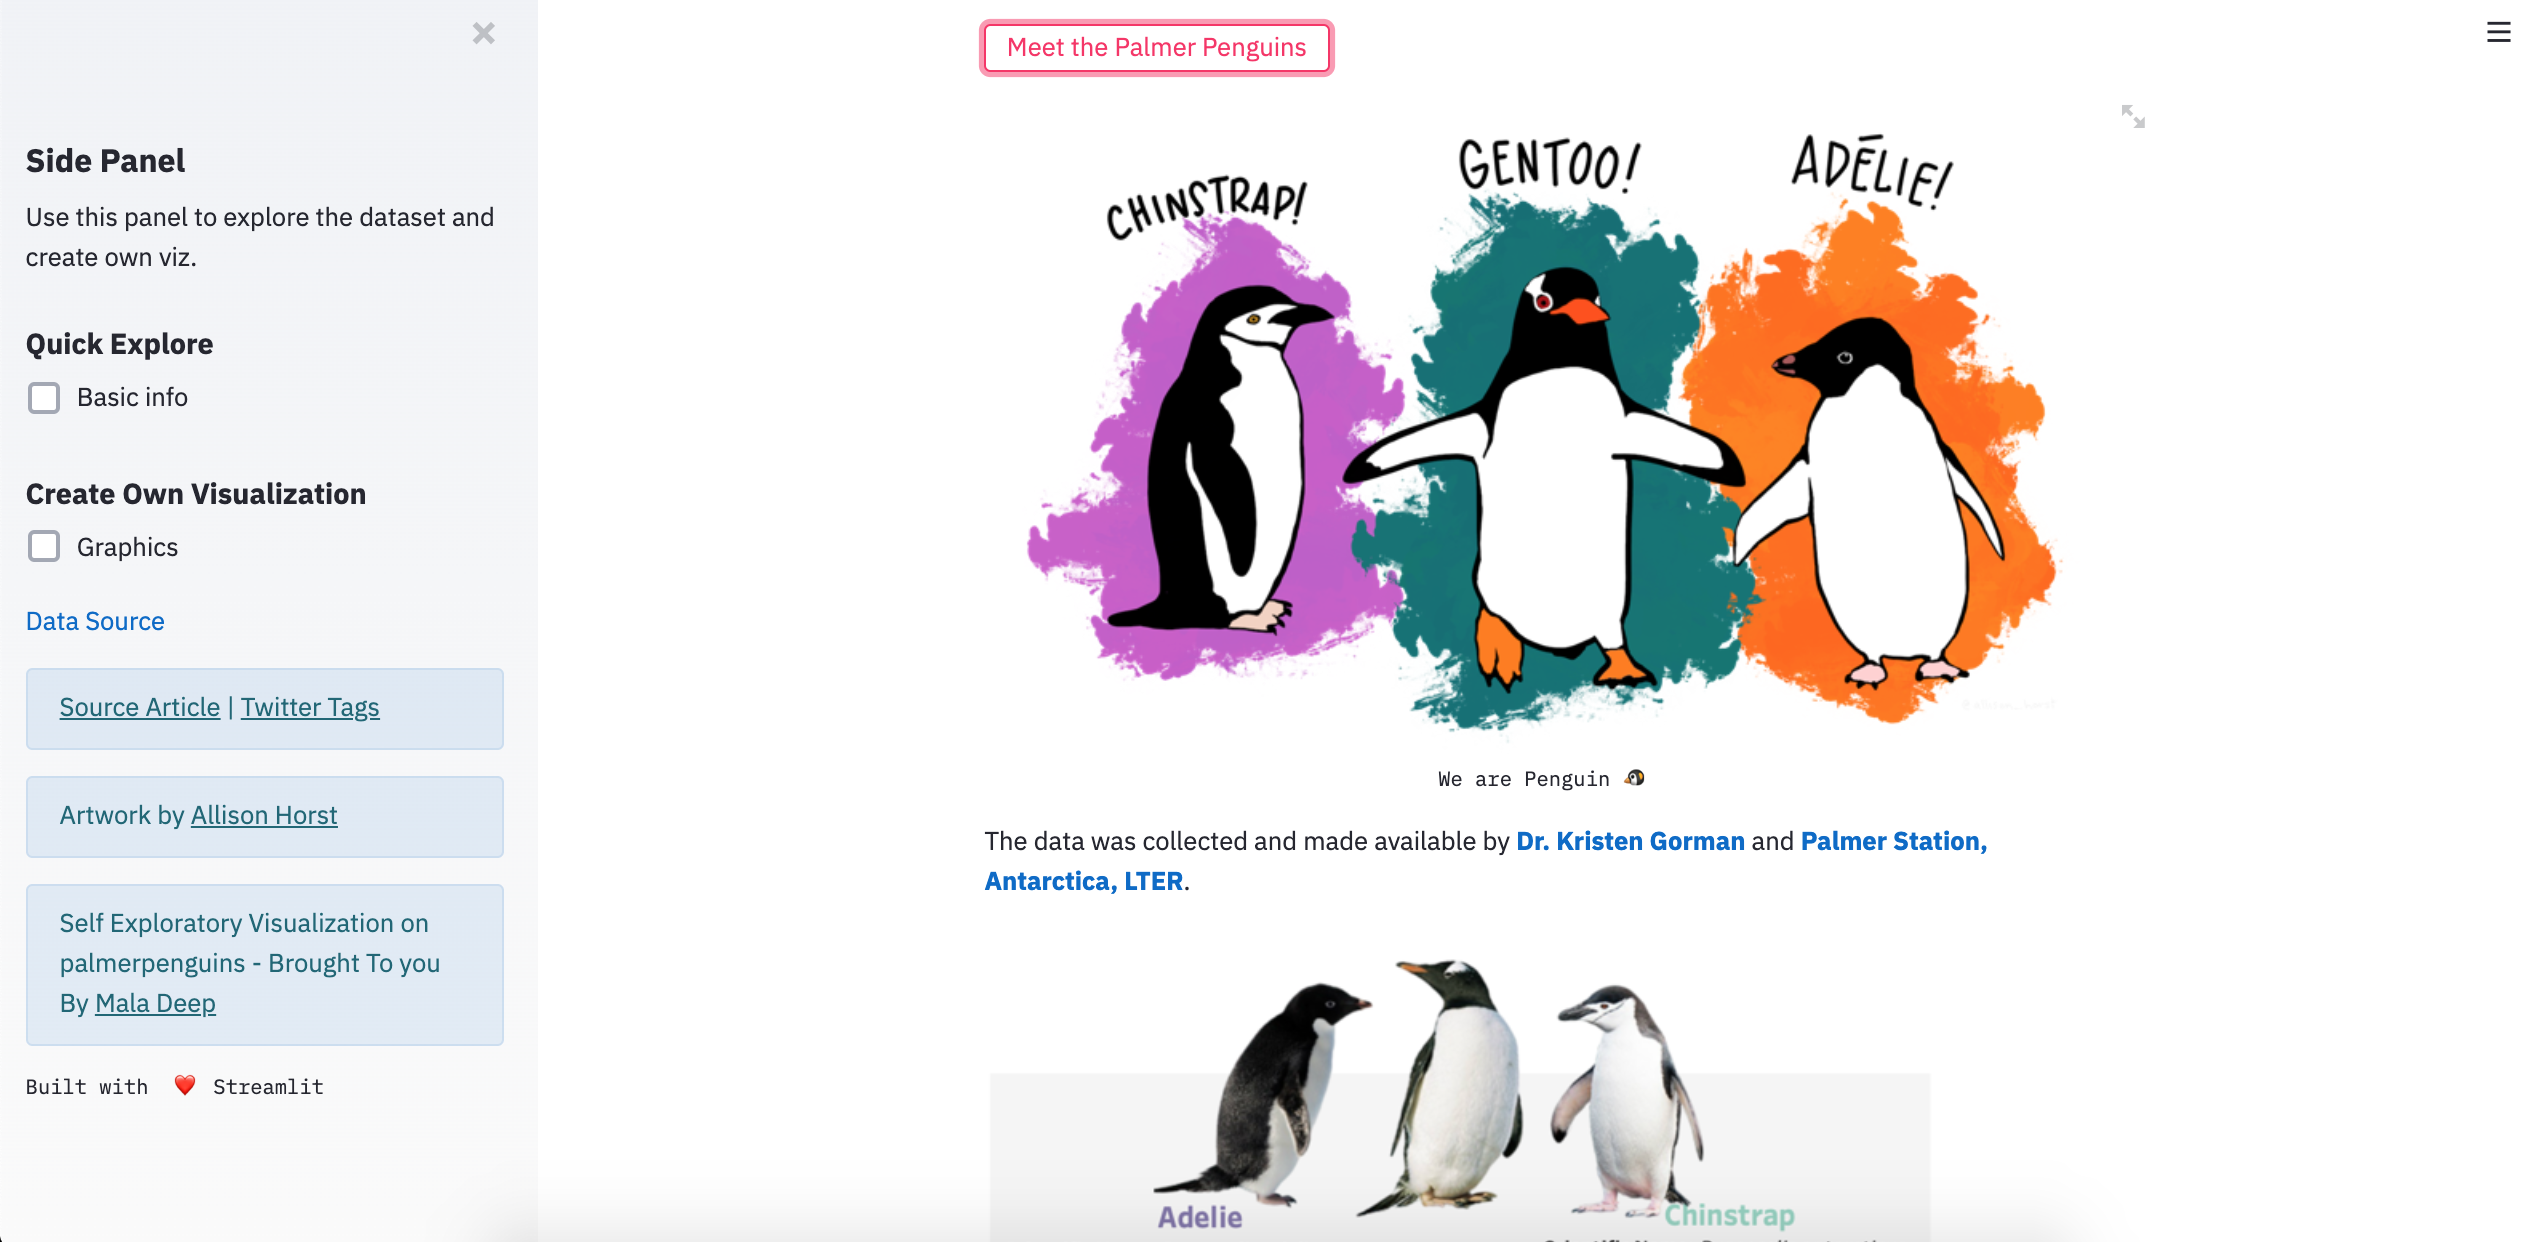 Side Panel
Use this panel to explore the dataset and
create own viz.
Quick Explore
Basic info
Create Own Visualization
Graphics
Data Source
Source Article | Twitter Tags
Artwork by Allison Horst
Self Exploratory Visualization on
palmerpenguins - Brought To you
By Mala Deep
Built with ❤️ Streamlit
Meet the Palmer Penguins
CHINSTRAP!
GENTOO!
ADĒLIE!
We are Penguin 🐧
The data was collected and made available by Dr. Kristen Gorman and Palmer Station,
Antarctica, LTER.
Adelie
Chinstrap